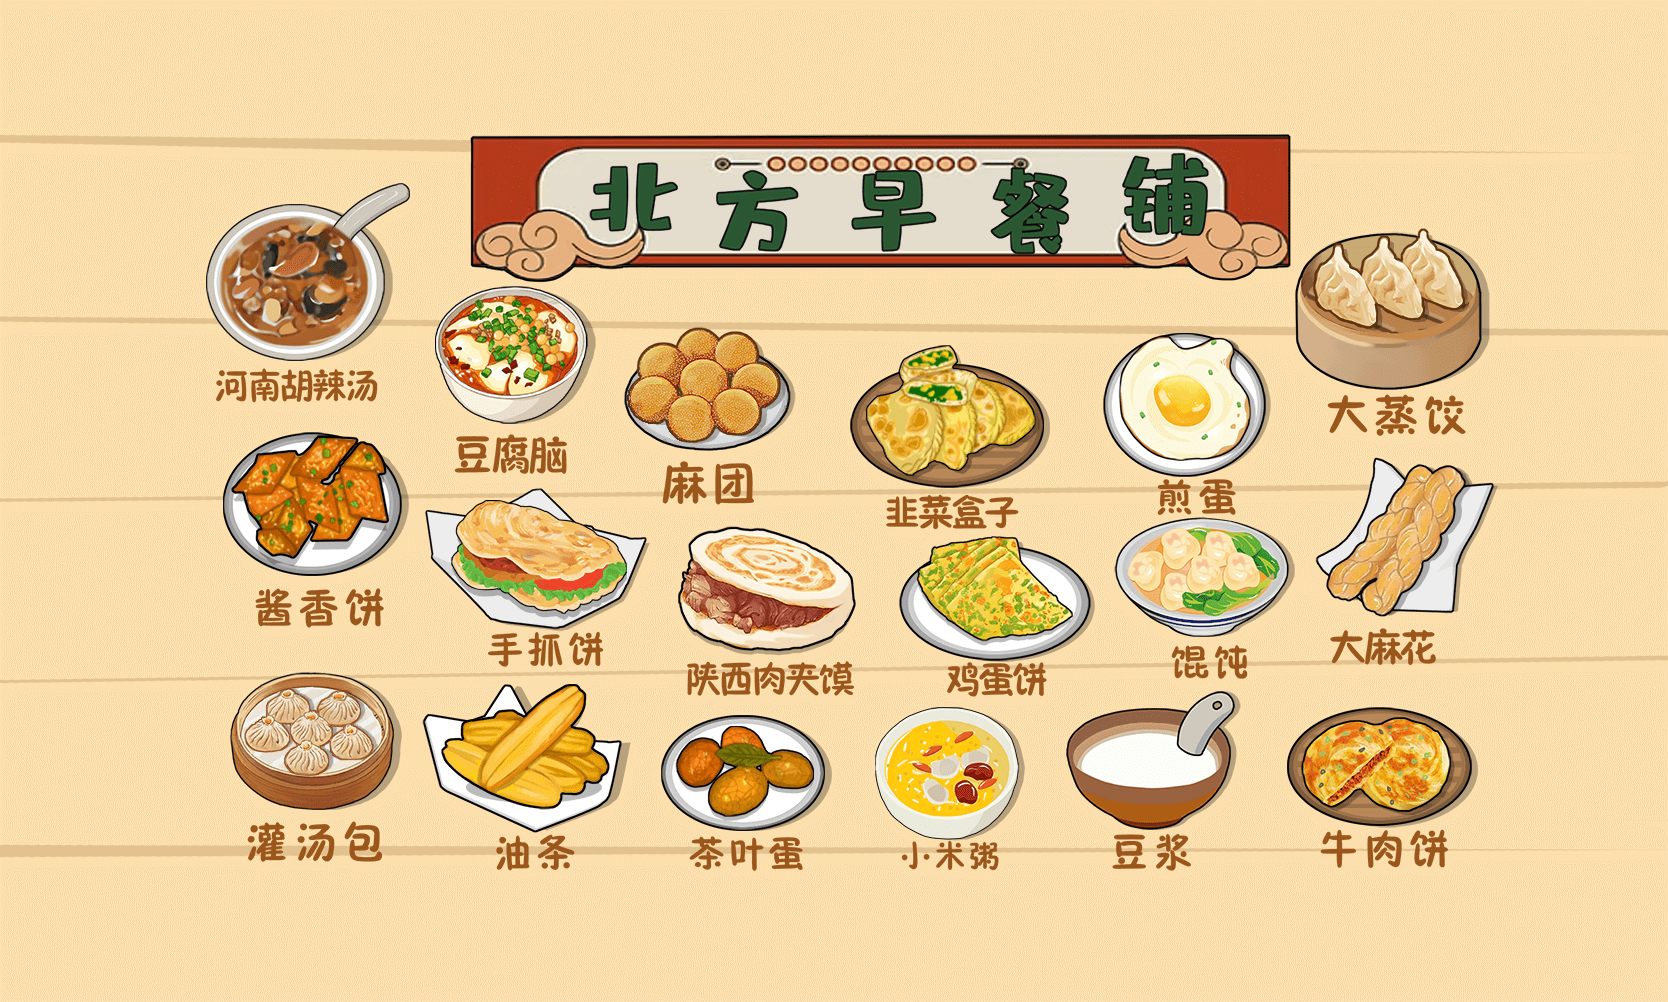 北方早餐铺
河南胡辣汤
豆腐脑
麻团
韭菜盒子
煎蛋
大蒸饺
酱香饼
手抓饼
陕西肉夹馍
鸡蛋饼
馄饨
大麻花
灌汤包
油条
茶叶蛋
小米粥
豆浆
牛肉饼